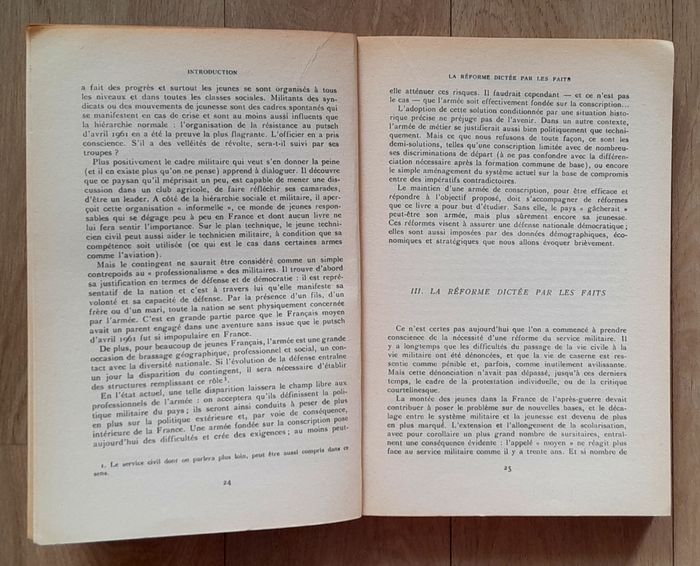 INTRODUCTION
a fait des progrès et surtout les jeunes se sont organisés à tous
les niveaux et dans toutes les classes sociales. Militants des syn-
dicats ou des mouvements de jeunesse sont des cadres spontanés qui
se manifestent en cas de crise et sont au moins aussi influents que
la hiérarchie normale : l'organisation de la résistance au putsch
d'avril 1961 en a été la preuve la plus flagrante. L'officier en a pris
conscience. S'il a des velléités de révolte, sera-t-il suivi par ses
troupes ?
Plus positivement le cadre militaire qui veut s'en donner la peine
(et il en existe plus qu'on ne pense) apprend à dialoguer. Il découvre
que ce paysan qu'il méprisait un peu, est capable de mener une dis-
cussion dans un club agricole, de faire réfléchir ses camarades,
d'être un leader. A côté de la hiérarchie sociale et militaire, il aper-
çoit cette organisation « informelle », ce monde de jeunes responsa-
bles qui se dégage peu à peu en France et dont aucun livre ne
lui fera sentir l'importance. Sur le plan technique, le jeune techni-
cien civil peut aussi aider le technicien militaire, à condition que sa
compétence soit utilisée (ce qui est le cas dans certaines armes
comme l'aviation).
Mais le contingent ne saurait être considéré comme un simple
contrepoids au « professionalisme » des militaires. Il trouve d'abord
sa justification en termes de défense et de démocratie : il est repré-
sentatif de la nation et c'est à travers lui qu'elle manifeste sa
volonté et sa capacité de défense. Par la présence d'un fils, d'un
frère ou d'un mari, toute la nation se sent physiquement concernée
par l'armée. C'est en grande partie parce que le Français moyen
avait un parent engagé dans une aventure sans issue que le putsch
d'avril 1961 fut si impopulaire en France.
De plus, pour beaucoup de jeunes Français, l'armée est une grande
occasion de brassage géographique, professionnel et social, un con-
tact avec la diversité nationale. Si l'évolution de la défense entraîne
un jour la disparition du contingent, il sera nécessaire d'établir
des structures remplissant ce rôle¹.
En l'état actuel, une telle disparition laissera le champ libre aux
professionnels de l'armée : on acceptera qu'ils définissent la poli-
tique militaire du pays ; ils seront ainsi conduits à peser de plus
en plus sur la politique extérieure et, par voie de conséquence,
intérieure de la France. Une armée fondée sur la conscription pose
aujourd'hui des difficultés et crée des exigences ; au moins peut-
1. Le service civil dont on parlera plus loin, peut être aussi compris dans ce
sens.
24
LA RÉFORME DICTÉE PAR LES FAITS
elle atténuer ces risques. Il faudrait cependant — et ce n'est pas
le cas — que l'armée soit effectivement fondée sur la conscription...
L'adoption de cette solution conditionnée par une situation histo-
rique précise ne préjuge pas de l'avenir. Dans un autre contexte,
l'armée de métier se justifierait aussi bien politiquement que techni-
quement. Mais ce que nous refusons de toute façon, ce sont les
demi-solutions, telles qu'une conscription limitée avec de nombreu-
ses discriminations de départ (à ne pas confondre avec la différen-
ciation nécessaire après la formation commune de base), ou encore
le simple aménagement du système actuel sur la base de compromis
entre des impératifs contradictoires.
Le maintien d'une armée de conscription, pour être efficace et
répondre à l'objectif proposé, doit s'accompagner de réformes
que ce livre a pour but d'étudier. Sans elle, le pays « gâcherait »
peut-être son armée, mais plus sûrement encore sa jeunesse.
Ces réformes visent à assurer une défense nationale démocratique ;
elles sont aussi imposées par des données démographiques, éco-
nomiques et stratégiques que nous allons évoquer brièvement.
III. LA RÉFORME DICTÉE PAR LES FAITS
Ce n'est certes pas aujourd'hui que l'on a commencé à prendre
conscience de la nécessité d'une réforme du service militaire. Il
y a longtemps que les difficultés du passage de la vie civile à la
vie militaire ont été dénoncées, et que la vie de caserne est ressen-
tie comme pénible et, parfois, comme inutilement avilissante.
Mais cette dénonciation n'avait pas dépassé, jusqu'à ces derniers
temps, le cadre de la protestation individuelle, ou de la critique
courtelinesque.
La montée des jeunes dans la France de l'après-guerre devait
contribuer à poser le problème sur de nouvelles bases, et le déca-
lage entre le système militaire et la jeunesse est devenu de plus
en plus marqué. L'extension et l'allongement de la scolarisation,
avec pour corollaire un plus grand nombre de sursitaires, entraî-
nent une conséquence évidente : l'appelé « moyen » ne réagit plus
face au service militaire comme il y a trente ans. Et si nombre de
25